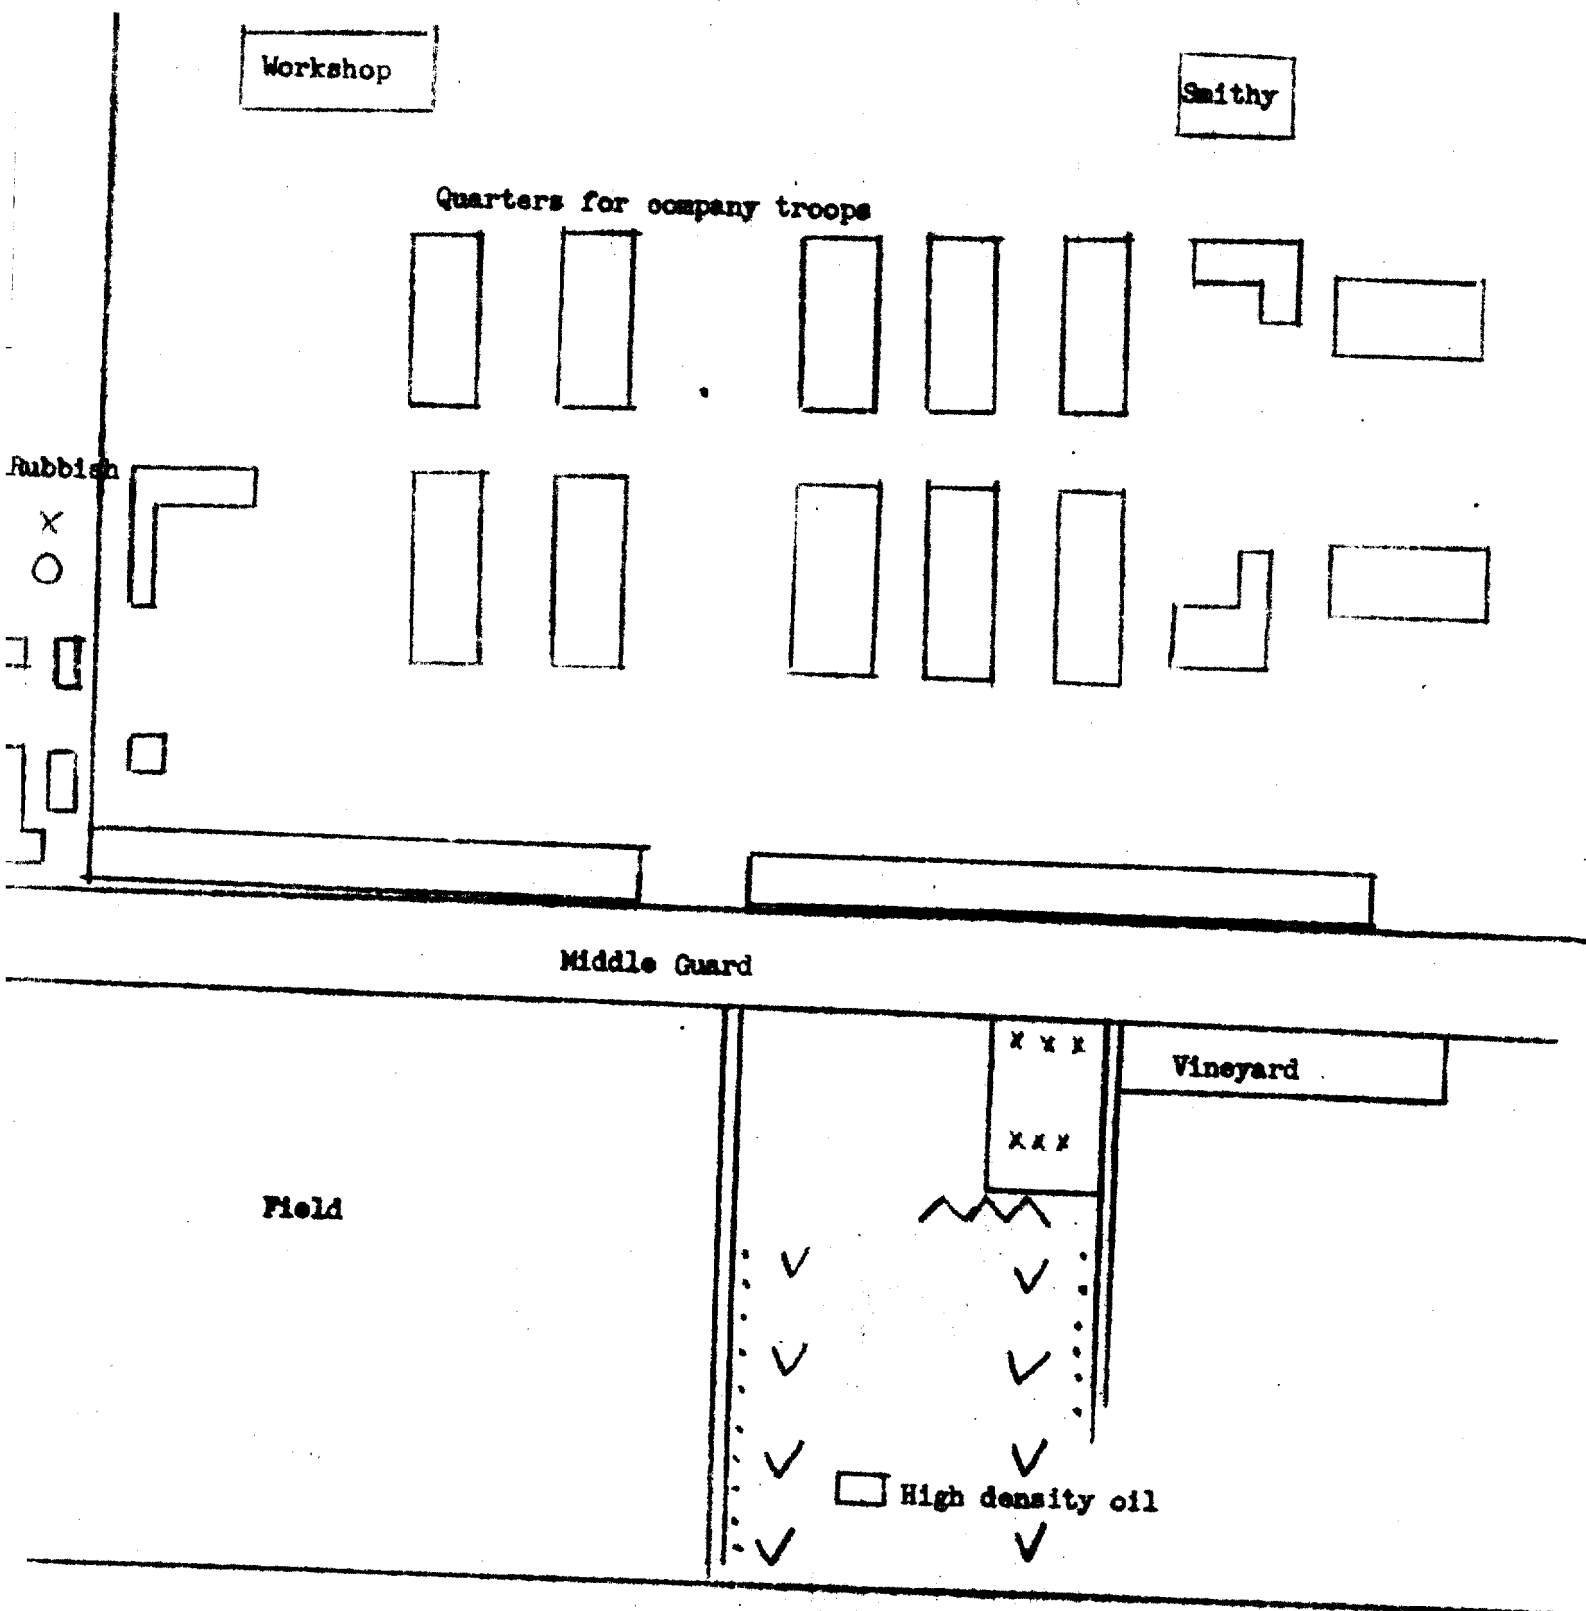 Workshop
Smithy
Quarters for company troops
Rubbish
x
Middle Guard
x x x
Vineyard
x x x
Field
High density oil